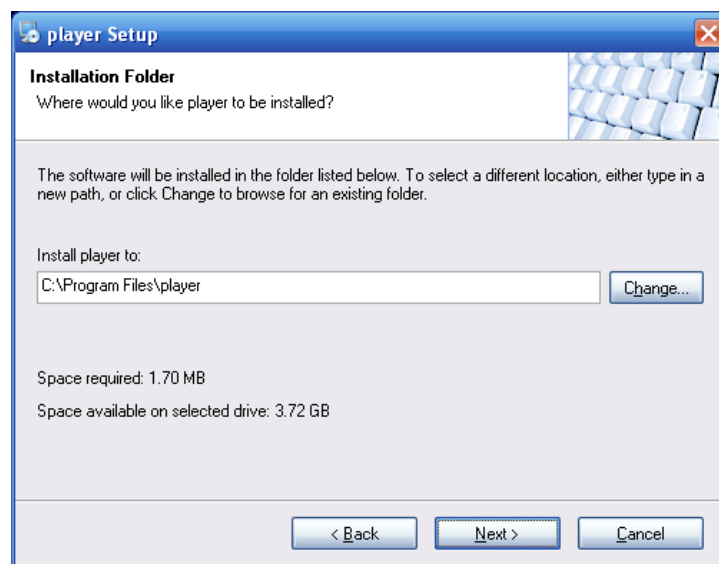 player Setup
Installation Folder
Where would you like player to be installed?
The software will be installed in the folder listed below. To select a different location, either type in a
new path, or click Change to browse for an existing folder.
Install player to:
C:\Program Files\player
Change...
Space required: 1.70 MB
Space available on selected drive: 3.72 GB
< Back
Next >
Cancel